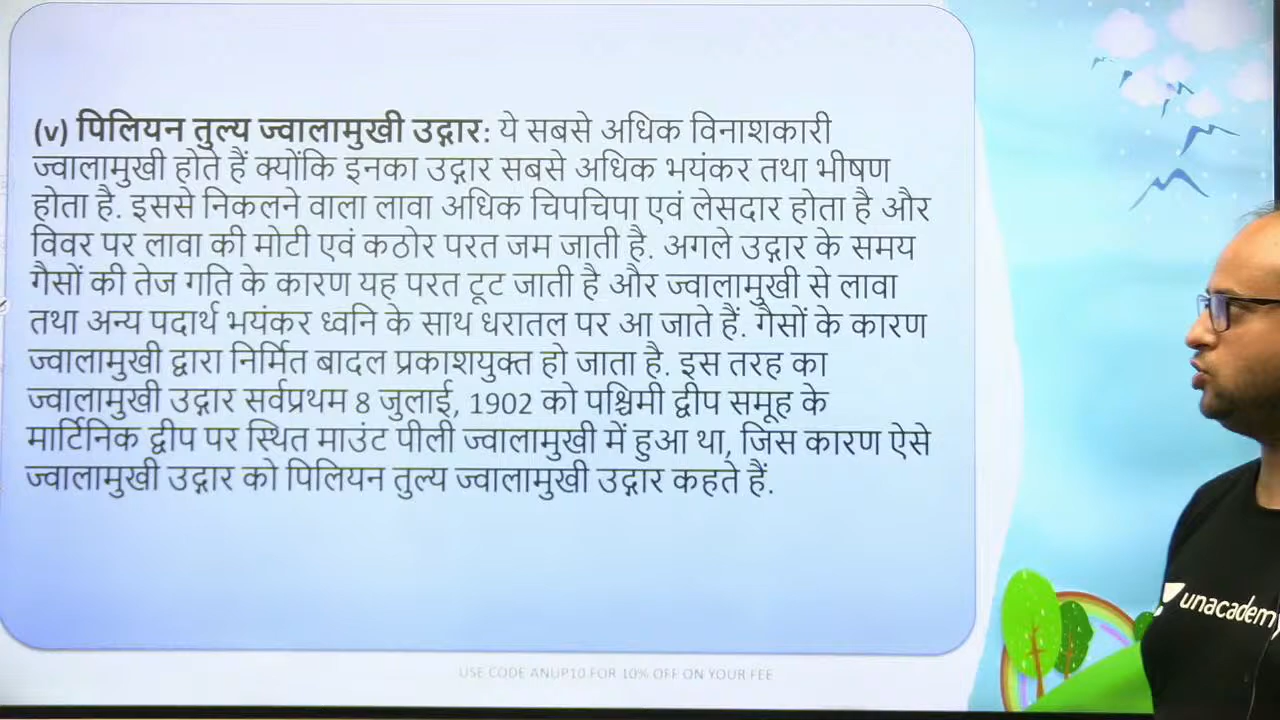 (v) पिलियन तुल्य ज्वालामुखी उद्गार: ये सबसे अधिक विनाशकारी
ज्वालामुखी होते हैं क्योंकि इनका उद्गार सबसे अधिक भयंकर तथा भीषण
होता है. इससे निकलने वाला लावा अधिक चिपचिपा एवं लेसदार होता है और
विवर पर लावा की मोटी एवं कठोर परत जम जाती है. अगले उद्गार के समय
गैसों की तेज गति के कारण यह परत टूट जाती है और ज्वालामुखी से लावा
तथा अन्य पदार्थ भयंकर ध्वनि के साथ धरातल पर आ जाते हैं. गैसों के कारण
ज्वालामुखी द्वारा निर्मित बादल प्रकाशयुक्त हो जाता है. इस तरह का
ज्वालामुखी उद्गार सर्वप्रथम 8 जुलाई, 1902 को पश्चिमी द्वीप समूह के
मार्टिनिक द्वीप पर स्थित माउंट पीली ज्वालामुखी में हुआ था, जिस कारण ऐसे
ज्वालामुखी उद्गार को पिलियन तुल्य ज्वालामुखी उद्गार कहते हैं.
unacademy
USE CODE ANUP10 FOR 10% OFF ON YOUR FEE